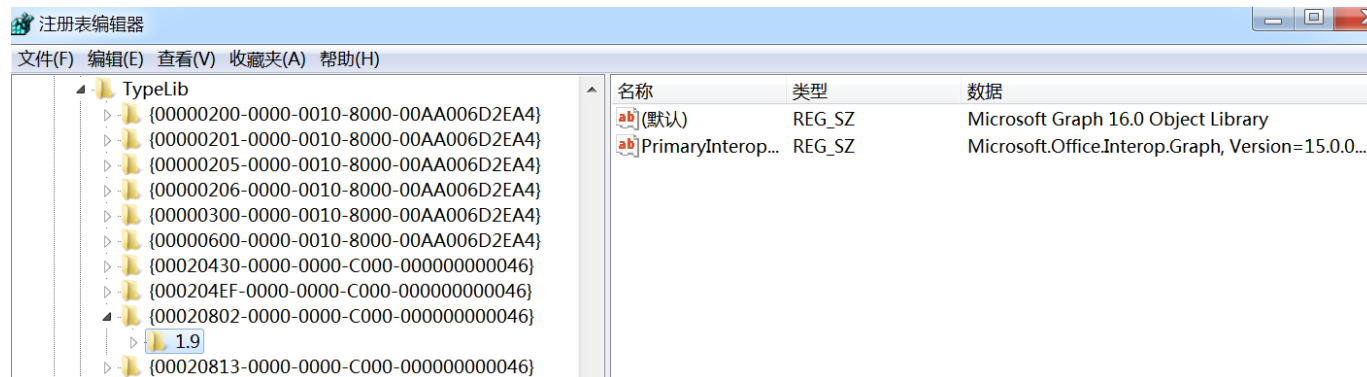 注册表编辑器
文件(F) 编辑(E) 查看(V) 收藏夹(A) 帮助(H)
TypeLib
{00000200-0000-0010-8000-00AA006D2EA4}
{00000201-0000-0010-8000-00AA006D2EA4}
{00000205-0000-0010-8000-00AA006D2EA4}
{00000206-0000-0010-8000-00AA006D2EA4}
{00000300-0000-0010-8000-00AA006D2EA4}
{00000600-0000-0010-8000-00AA006D2EA4}
{00020430-0000-0000-C000-000000000046}
{000204EF-0000-0000-C000-000000000046}
{00020802-0000-0000-C000-000000000046}
1.9
{00020813-0000-0000-C000-000000000046}
名称 类型 数据
ab (默认) REG_SZ Microsoft Graph 16.0 Object Library
ab PrimaryInterop... REG_SZ Microsoft.Office.Interop.Graph, Version=15.0.0...